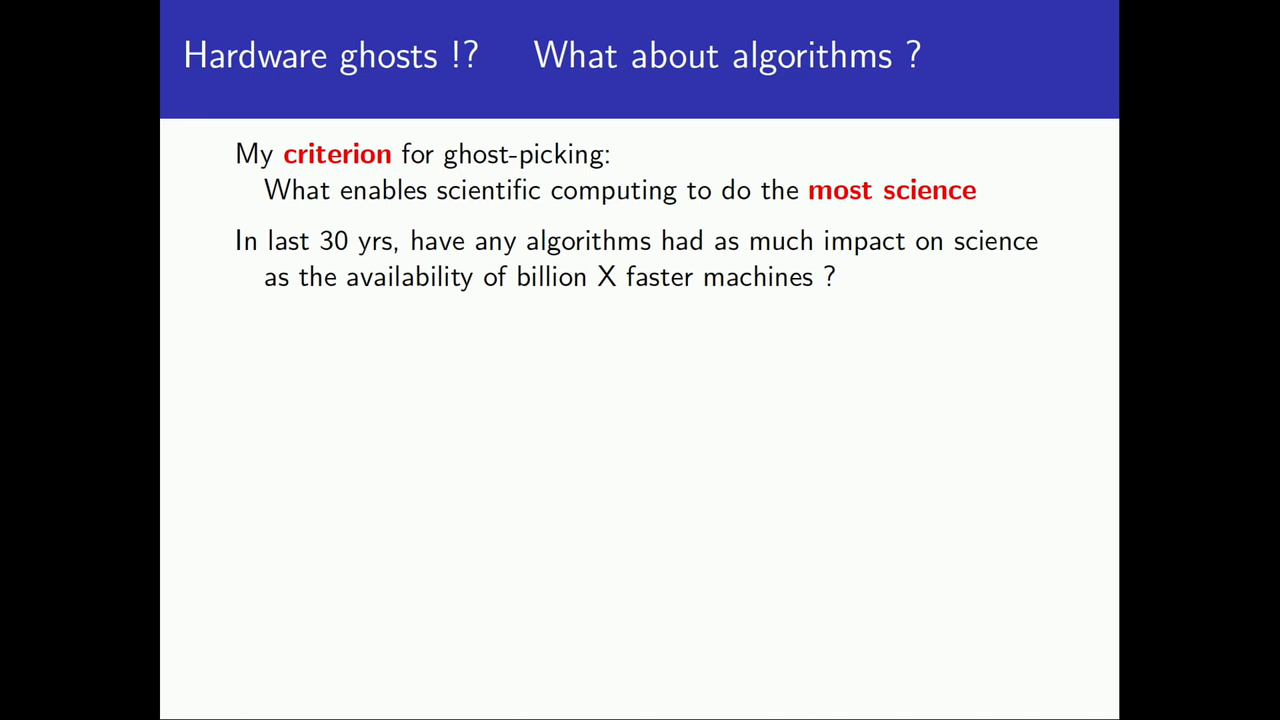 Hardware ghosts !? What about algorithms ?
My criterion for ghost-picking:
What enables scientific computing to do the most science
In last 30 yrs, have any algorithms had as much impact on science
as the availability of billion X faster machines ?